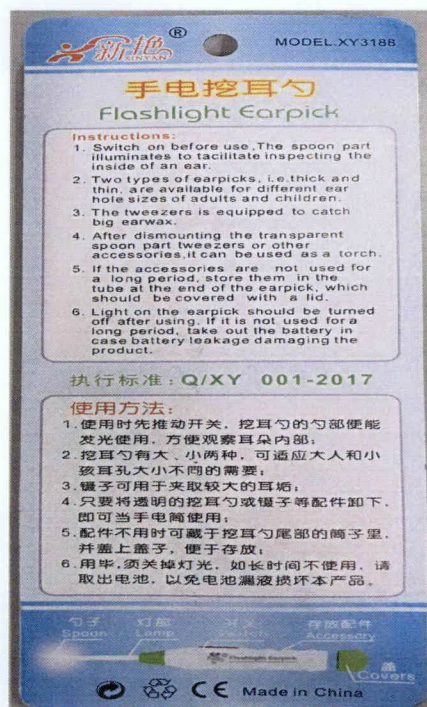 新艳®
XINYAN
MODEL.XY3188
手电挖耳勺
Flashlight Earpick
Instructions:
1. Switch on before use,The spoon part
illuminates to tacilitate inspecting the
inside of an ear.
2. Two types of earpicks, i.e.thick and
thin, are available for different ear
hole sizes of adults and children.
3. The tweezers is equipped to catch
big earwax.
4. After dismounting the transparent
spoon part tweezers or other
accessories,it can be used as a torch.
5. If the accessories are not used for
a long period, store them in the
tube at the end of the earpick, which
should be covered with a lid.
6. Light on the earpick should be turned
off after using. If it is not used for a
long period, take out the battery in
case battery leakage damaging the
product.
执行标准：Q/XY 001-2017
使用方法：
1.使用时先推动开关，挖耳勺的勺部便能
发光使用，方便观察耳朵内部；
2.挖耳勺有大、小两种，可适应大人和小
孩耳孔大小不同的需要；
3.镊子可用于夹取较大的耳垢；
4.只要将透明的挖耳勺或镊子等配件卸下，
即可当手电筒使用；
5.配件不用时可藏于挖耳勺尾部的筒子里，
并盖上盖子，便于存放；
6.用毕，须关掉灯光，如长时间不使用，请
取出电池，以免电池漏液损坏本产品。
勺子 灯部 开关 存放配件
Spoon Lamp Switch Accessory
Flashlight Earpick
盖
Covers
CE Made in China